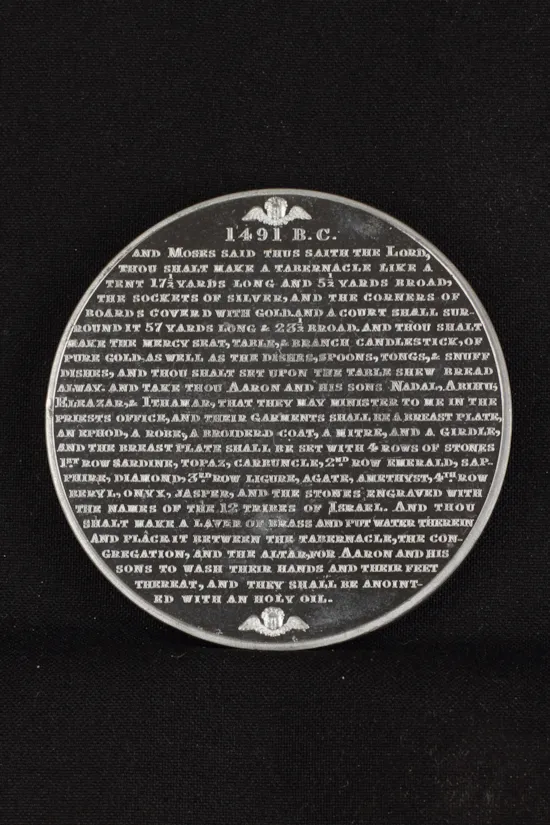 1491 B.C.
AND MOSES SAID THUS SAITH THE LORD,
THOU SHALT MAKE A TABERNACLE LIKE A
TENT 17½ YARDS LONG AND 5½ YARDS BROAD,
THE SOCKETS OF SILVER, AND THE CORNERS OF
BOARDS COVERD WITH GOLD. AND A COURT SHALL SUR-
ROUND IT 57 YARDS LONG & 23½ BROAD. AND THOU SHALT
MAKE THE MERCY SEAT, TABLE, & BRANCH CANDLESTICK, OF
PURE GOLD. AS WELL AS THE DISHES, SPOONS, TONGS, & SNUFF
DISHES, AND THOU SHALT SET UPON THE TABLE SHEW BREAD
ALWAY. AND TAKE THOU AARON AND HIS SONS NADAL, ABIHU,
ELEAZAR, & ITHAMAR, THAT THEY MAY MINISTER TO ME IN THE
PRIESTS OFFICE, AND THEIR GARMENTS SHALL BE A BREAST PLATE,
AN EPHOD, A ROBE, A BROIDERD COAT, A MITRE, AND A GIRDLE,
AND THE BREAST PLATE SHALL BE SET WITH 4 ROWS OF STONES
1ST ROW SARDINE, TOPAZ, CARBUNCLE, 2ND ROW EMERALD, SAP-
PHIRE, DIAMOND, 3RD ROW LIGURE, AGATE, AMETHYST, 4TH ROW
BERYL, ONYX, JASPER, AND THE STONES ENGRAVED WITH
THE NAMES OF THE 12 TRIBES OF ISRAEL. AND THOU
SHALT MAKE A LAVER OF BRASS AND PUT WATER THEREIN
AND PLACE IT BETWEEN THE TABERNACLE, THE CON-
GREGATION, AND THE ALTAR, FOR AARON AND HIS
SONS TO WASH THEIR HANDS AND THEIR FEET
THEREAT, AND THEY SHALL BE ANOINT-
ED WITH AN HOLY OIL.